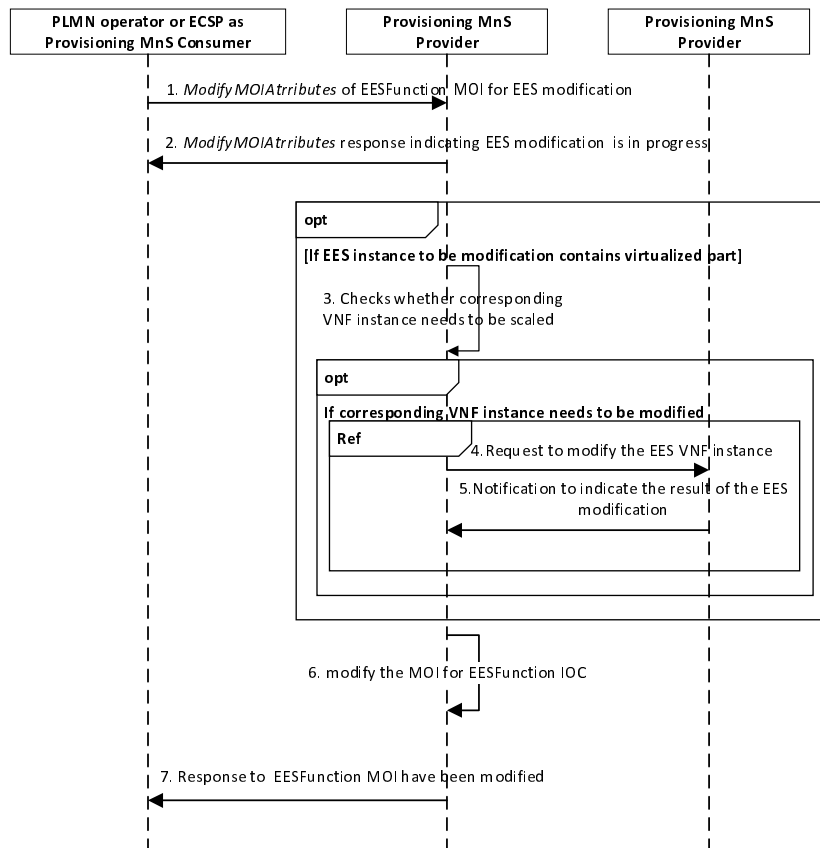 PLMN operator or ECSP as
Provisioning MnS Consumer
Provisioning MnS
Provider
Provisioning MnS
Provider
1. ModifyMOIAtrributes of EESFunction MOI for EES modification
2. ModifyMOIAtrributes response indicating EES modification is in progress
opt
[If EES instance to be modification contains virtualized part]
3. Checks whether corresponding
VNF instance needs to be scaled
opt
If corresponding VNF instance needs to be modified
Ref
4.Request to modify the EES VNF instance
5.Notification to indicate the result of the EES
modification
6. modify the MOI for EESFunction IOC
7. Response to EESFunction MOI have been modified